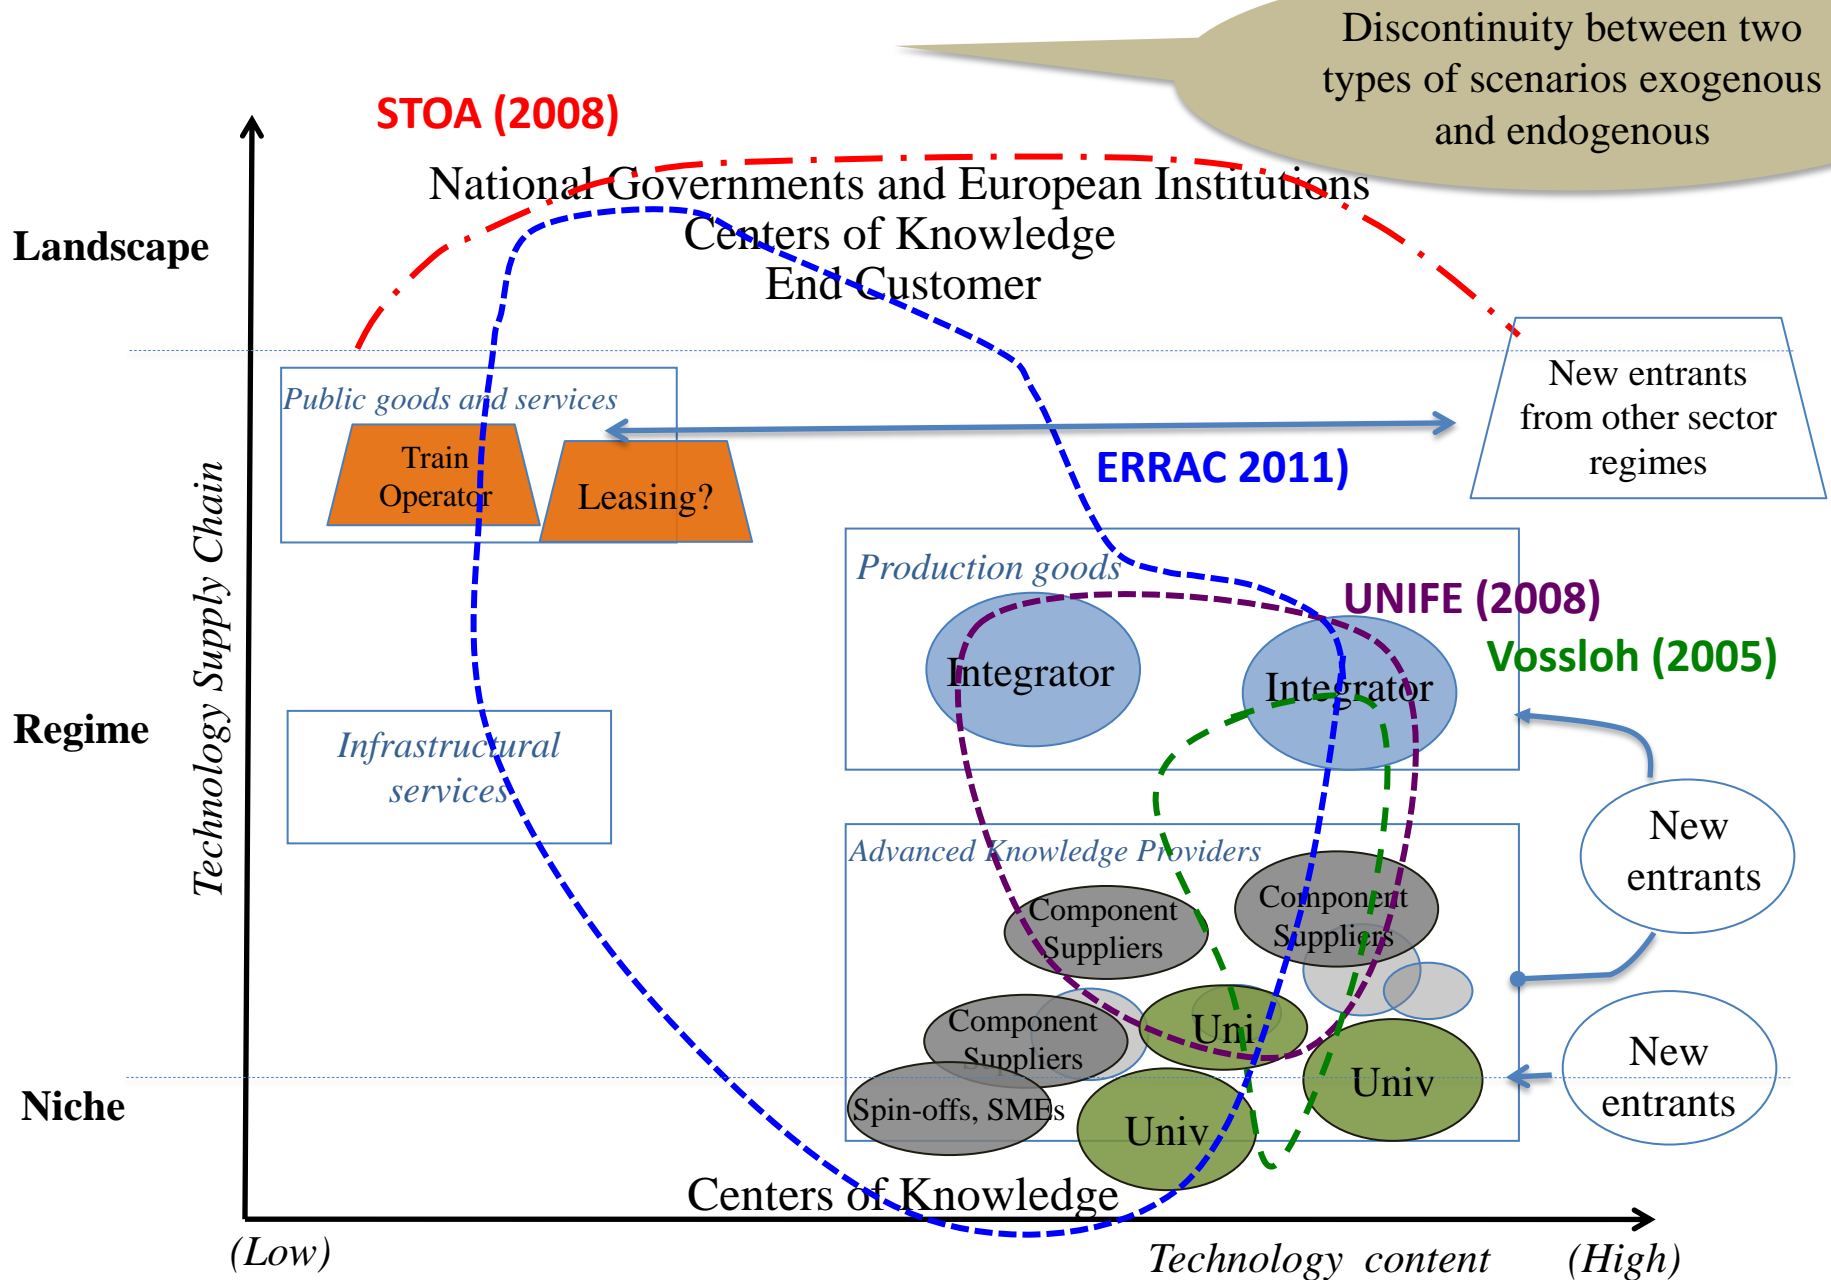 Discontinuity between two
types of scenarios exogenous
and endogenous
STOA (2008)
National Governments and European Institutions
Centers of Knowledge
End Customer
Landscape
New entrants
from other sector
regimes
Public goods and services
Train
Operator
Leasing?
ERRAC 2011)
Technology Supply Chain
Production goods
UNIFE (2008)
Vossloh (2005)
Integrator
Integrator
Regime
Infrastructural
services
New
entrants
Advanced Knowledge Providers
Component
Suppliers
Component
Suppliers
Component
Suppliers
Uni
Univ
New
entrants
Niche
Spin-offs, SMEs
Univ
Centers of Knowledge
(Low)
Technology content
(High)